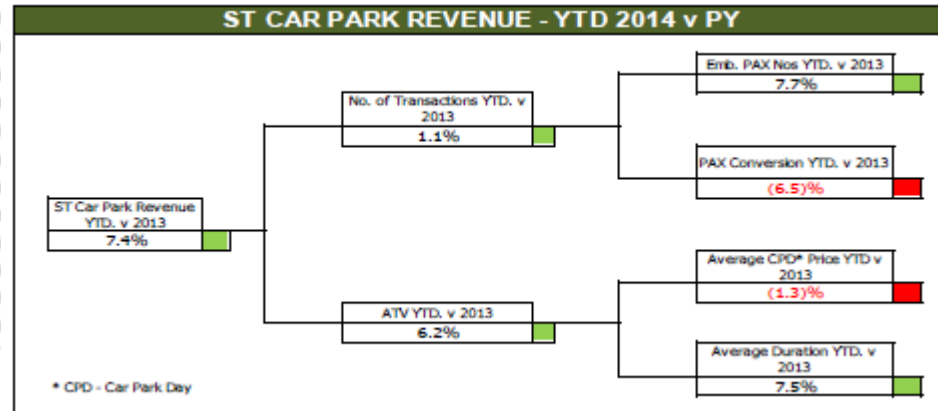 ST CAR PARK REVENUE - YTD 2014 v PY
Emb. PAX Nos YTD. v 2013
7.7%
No. of Transactions YTD. v
2013
1.1%
PAX Conversion YTD. v 2013
(6.5)%
ST Car Park Revenue
YTD. v 2013
7.4%
Average CPD* Price YTD v
2013
(1.3)%
ATV YTD. v 2013
6.2%
Average Duration YTD. v
2013
7.5%
* CPD - Car Park Day